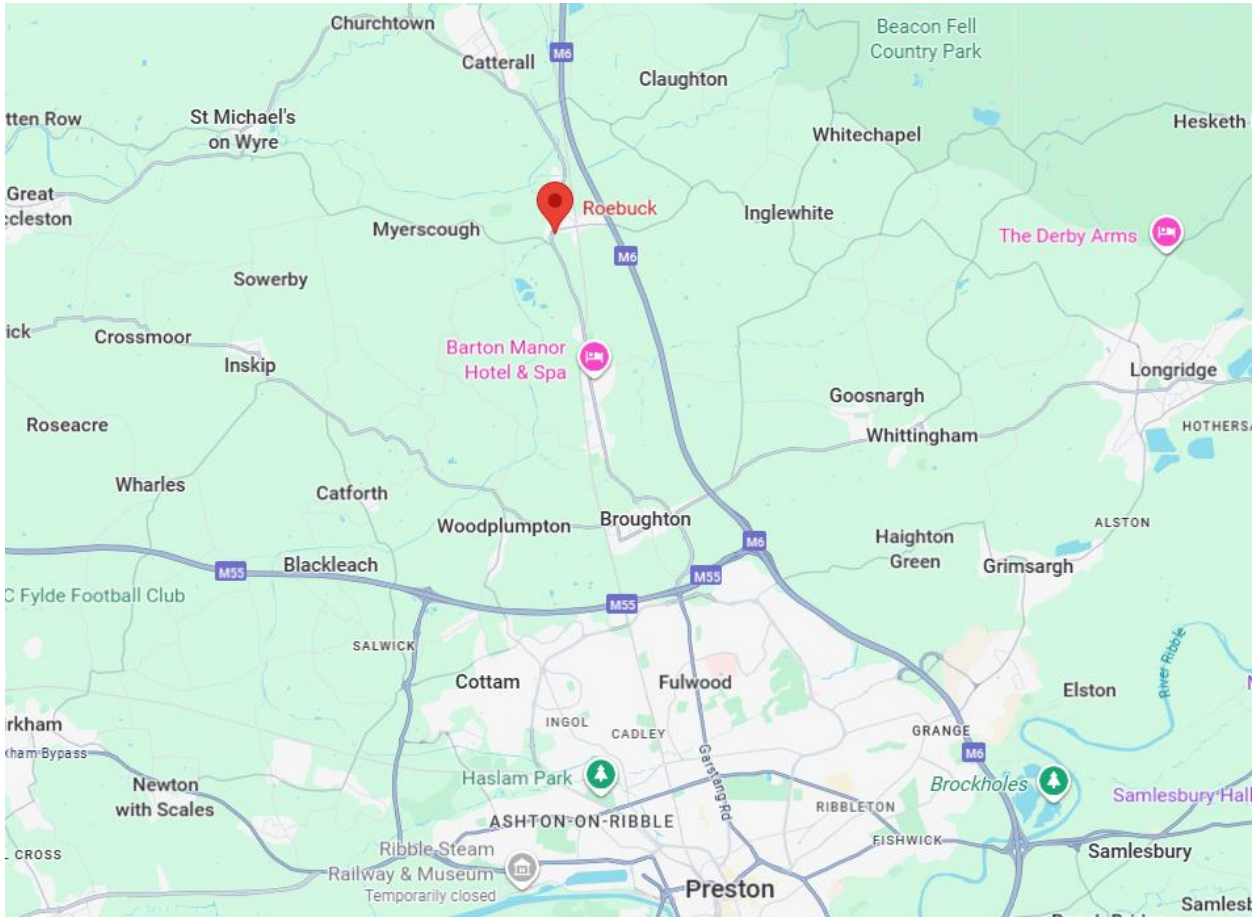 Churchtown
Catterall
M6
Claughton
Beacon Fell
Country Park
tten Row
St Michael's
on Wyre
Whitechapel
Hesketh
Great
ccleston
Myerscough
Roebuck
Inglewhite
The Derby Arms
M6
Sowerby
ick
Crossmoor
Inskip
Barton Manor
Hotel & Spa
Longridge
Goosnargh
Roseacre
Whittingham
HOTHERSA
Wharles
Catforth
Woodplumpton
Broughton
ALSTON
M6
Haighton
Green
Grimsargh
Blackleach
M55
M55
C Fylde Football Club
M55
SALWICK
River Ribble
Cottam
Fulwood
Elston
INGOL
CADLEY
GRANGE
irkham
kham Bypass
M6
Garstang Rd
Newton
with Scales
Haslam Park
Brockholes
Samlesbury Hall
RIBBLETON
ASHTON-ON-RIBBLE
FISHWICK
L CROSS
Ribble Steam
Railway & Museum
Temporarily closed
Samlesbury
Preston
Samlesb